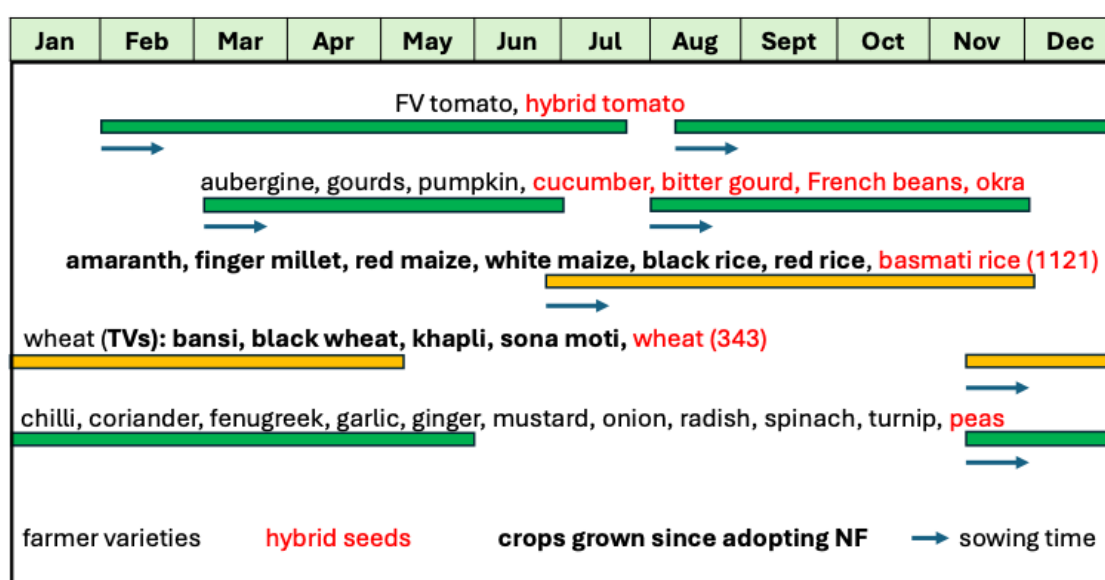 Jan Feb Mar Apr May Jun Jul Aug Sept Oct Nov Dec
FV tomato, hybrid tomato
aubergine, gourds, pumpkin, cucumber, bitter gourd, French beans, okra
amaranth, finger millet, red maize, white maize, black rice, red rice, basmati rice (1121)
wheat (TVs): bansi, black wheat, khapli, sona moti, wheat (343)
chilli, coriander, fenugreek, garlic, ginger, mustard, onion, radish, spinach, turnip, peas
farmer varieties hybrid seeds crops grown since adopting NF sowing time